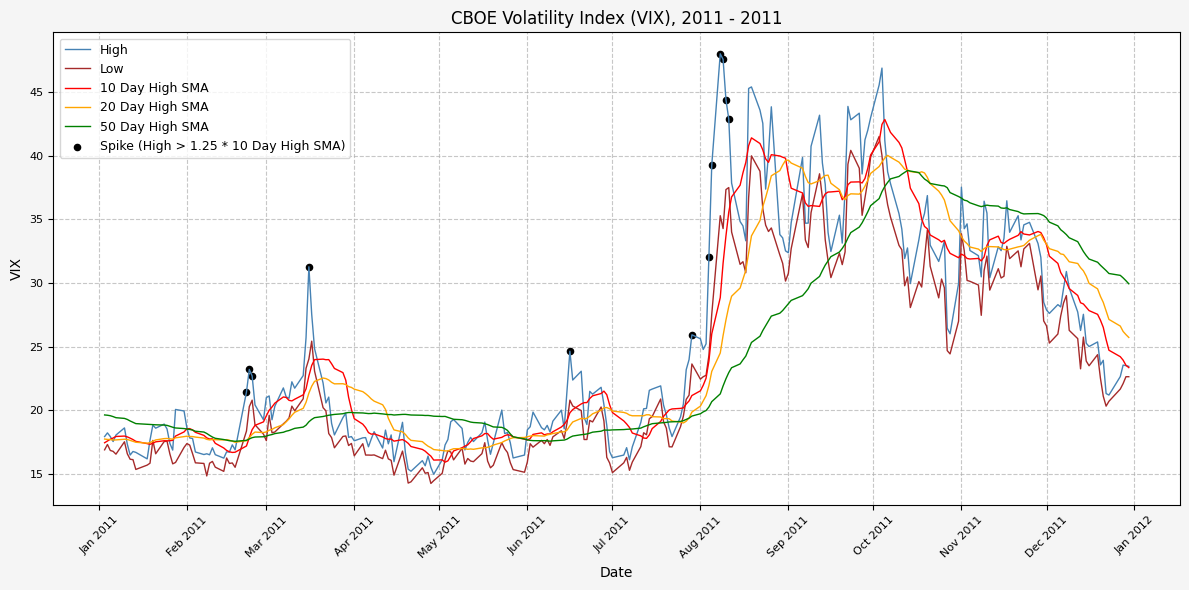 CBOE Volatility Index (VIX), 2011 - 2011
High
Low
10 Day High SMA
20 Day High SMA
50 Day High SMA
Spike (High > 1.25 * 10 Day High SMA)
VIX
45
40
35
30
25
20
15
Jan 2011
Feb 2011
Mar 2011
Apr 2011
May 2011
Jun 2011
Jul 2011
Aug 2011
Sep 2011
Oct 2011
Nov 2011
Dec 2011
Jan 2012
Date